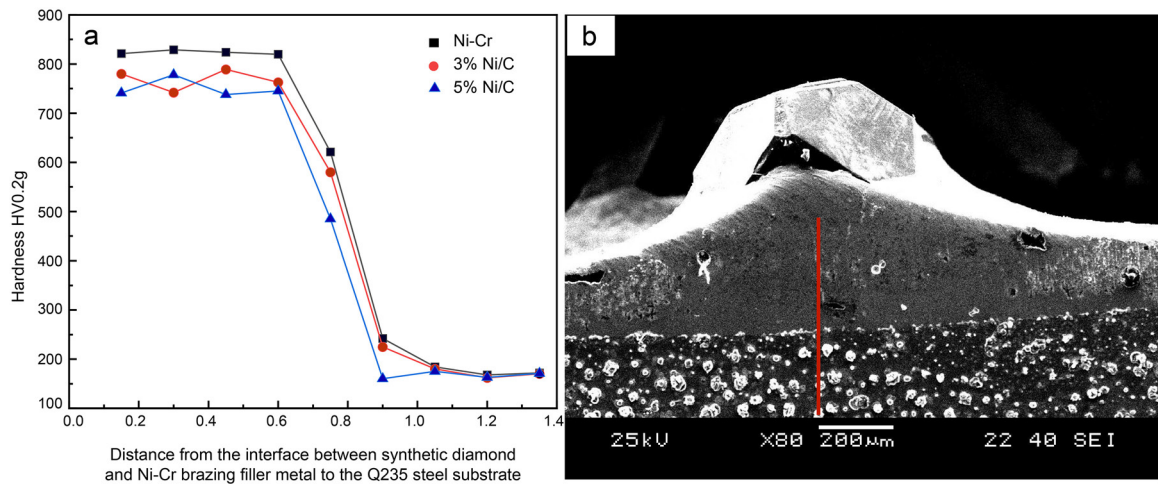 a
Ni-Cr
3% Ni/C
5% Ni/C
900
800
700
600
500
400
300
200
100
Hardness HV0.2g
0.0
0.2
0.4
0.6
0.8
1.0
1.2
1.4
Distance from the interface between synthetic diamond
and Ni-Cr brazing filler metal to the Q235 steel substrate
b
25kV X80 200µm 22 40 SEI